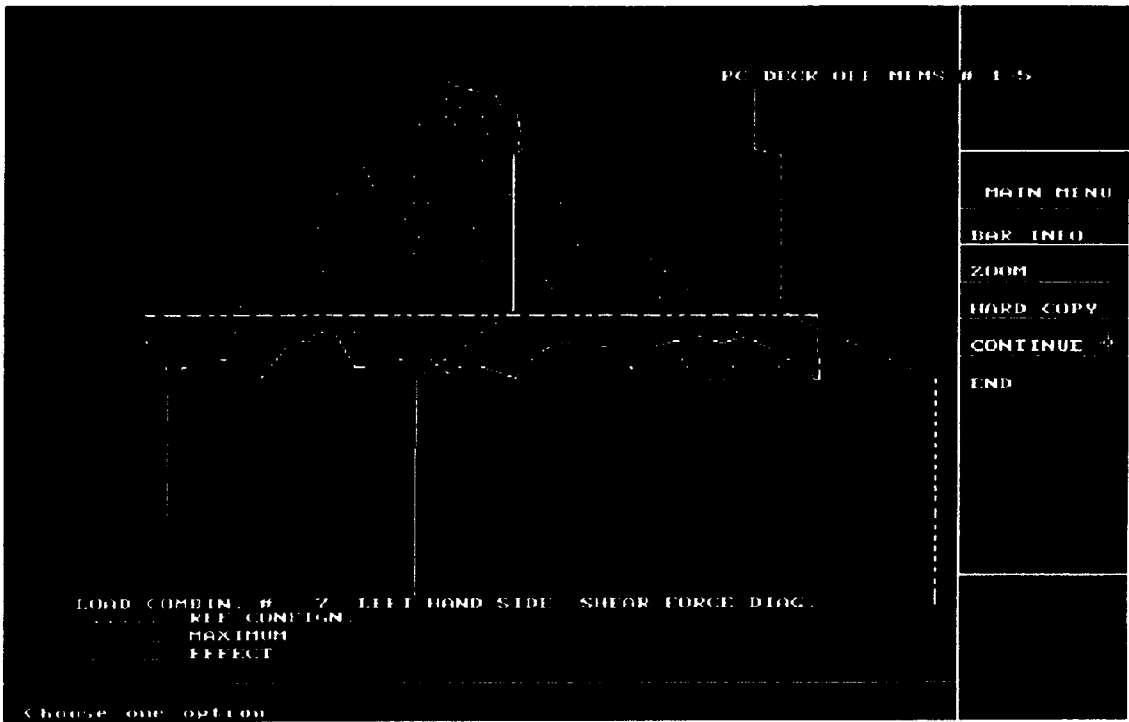 PC DECK OFF MEMS # 1-5
MAIN MENU
BAR INFO
ZOOM
HARD COPY
CONTINUE
END
LOAD COMBIN. # 7 LEFT HAND SIDE SHEAR FORCE DIAG.
REF CONFIGN.
MAXIMUM
EFFECT
Choose one option